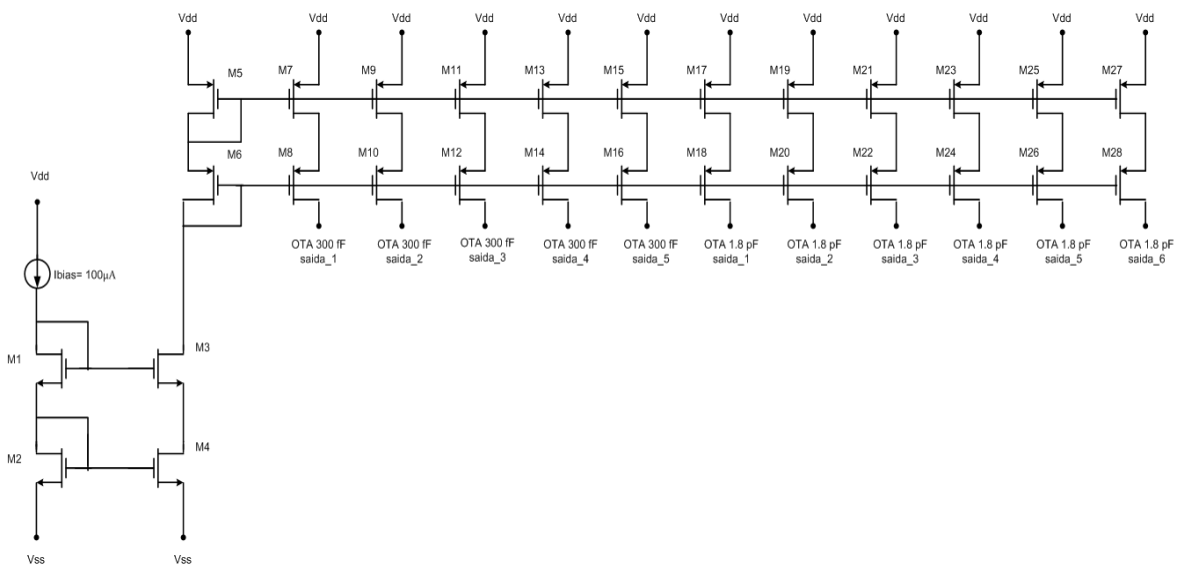 Vdd Vdd Vdd Vdd Vdd Vdd Vdd Vdd Vdd Vdd Vdd Vdd
M5 M7 M9 M11 M13 M15 M17 M19 M21 M23 M25 M27
M6 M8 M10 M12 M14 M16 M18 M20 M22 M24 M26 M28
Vdd
OTA 300 fF OTA 300 fF OTA 300 fF OTA 300 fF OTA 300 fF OTA 1.8 pF OTA 1.8 pF OTA 1.8 pF OTA 1.8 pF OTA 1.8 pF OTA 1.8 pF
saida_1 saida_2 saida_3 saida_4 saida_5 saida_1 saida_2 saida_3 saida_4 saida_5 saida_6
Ibias= 100µA
M1 M3
M2 M4
Vss Vss